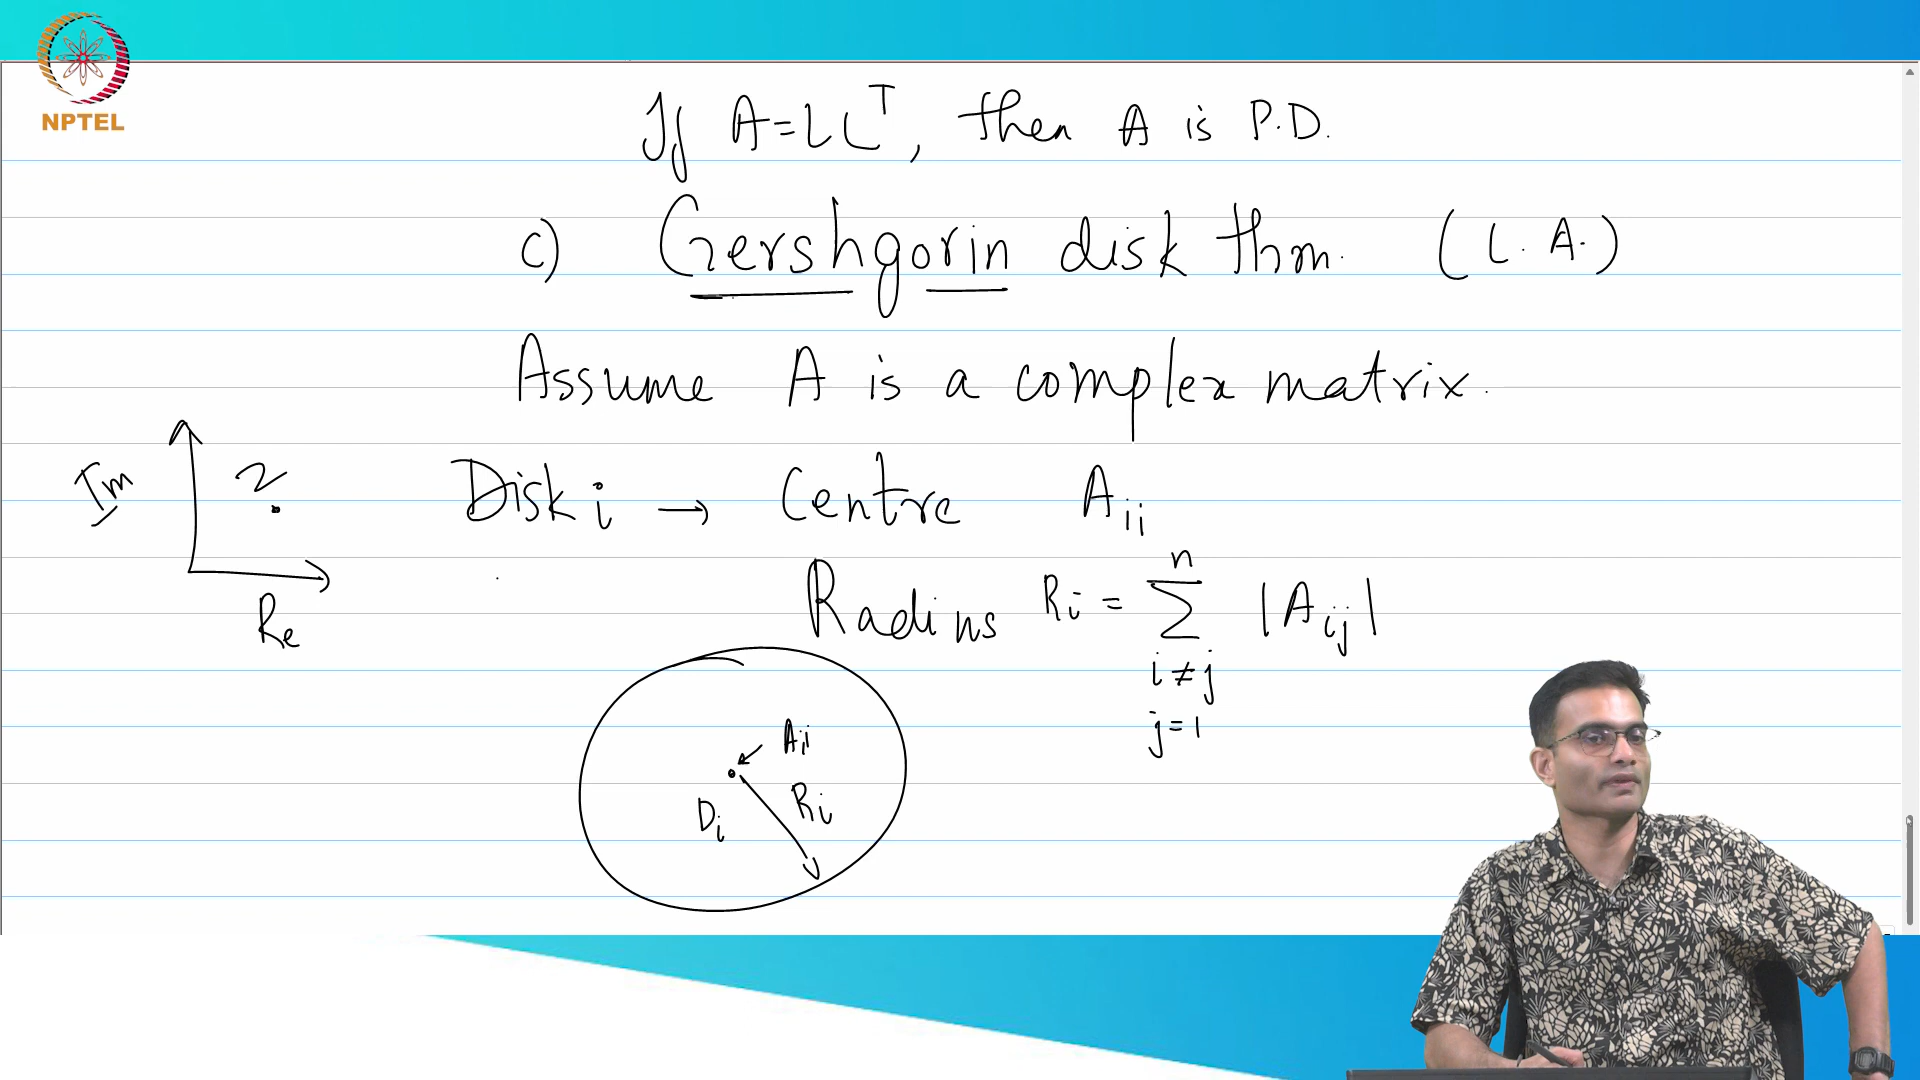 NPTEL
If A=LL^T, then A is P.D.
c) Gershgorin disk thm. (L.A.)
Assume A is a complex matrix.
Im
z
Disk i → Centre A_ii
Re
Radius R_i = ∑ |A_ij|
n
i≠j
j=1
A_ii
D_i
R_i